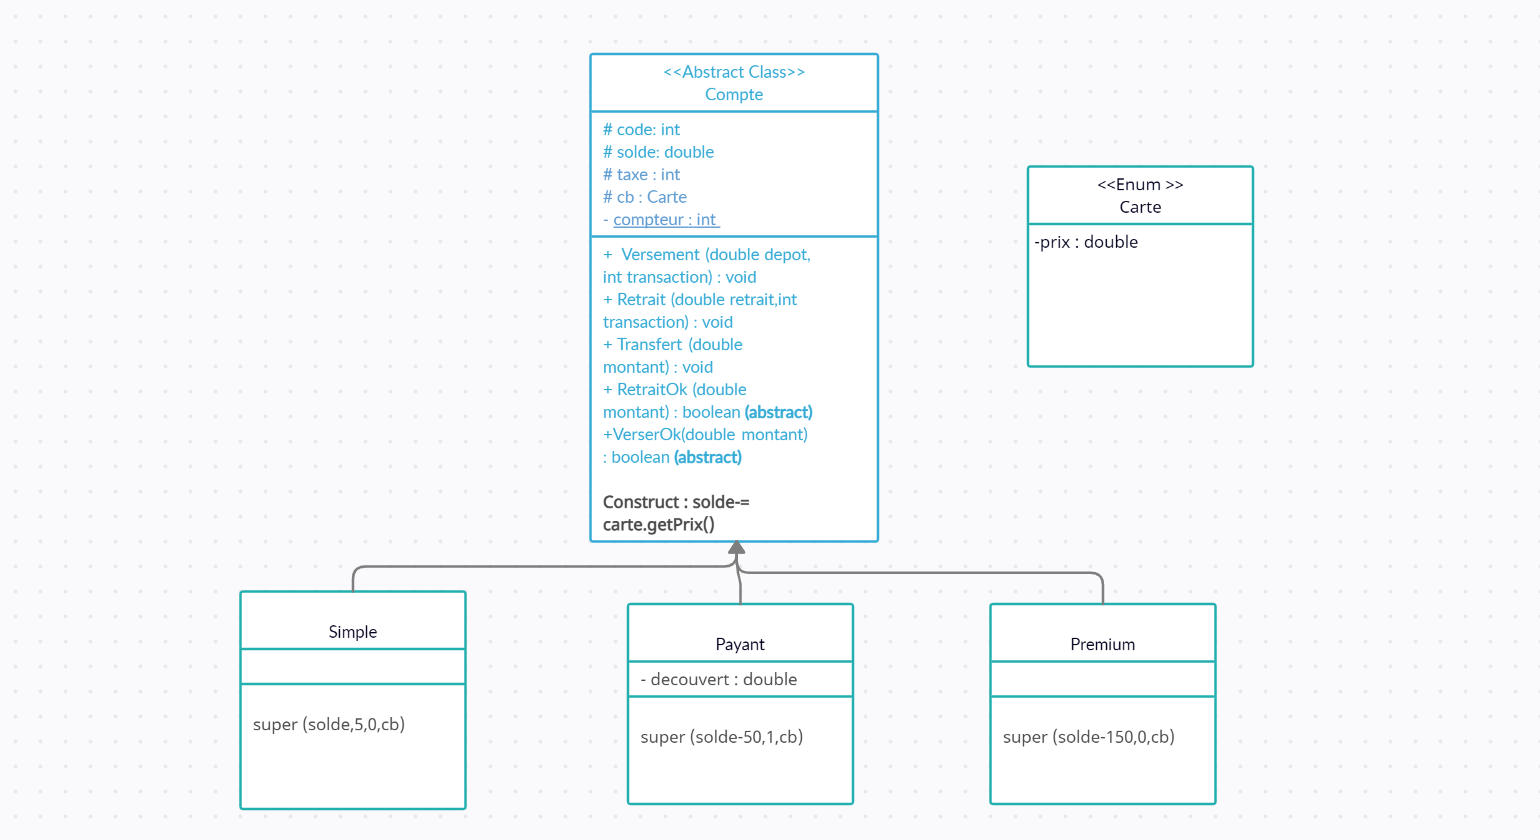 <<Abstract Class>>
Compte
# code: int
# solde: double
# taxe : int
# cb : Carte
- compteur : int
+  Versement (double depot,
int transaction) : void
+ Retrait (double retrait,int
transaction) : void
+ Transfert (double
montant) : void
+ RetraitOk (double
montant) : boolean (abstract)
+VerserOk(double montant)
: boolean (abstract)
Construct : solde-=
carte.getPrix()
<<Enum >>
Carte
-prix : double
Simple
super (solde,5,0,cb)
Payant
- decouvert : double
super (solde-50,1,cb)
Premium
super (solde-150,0,cb)